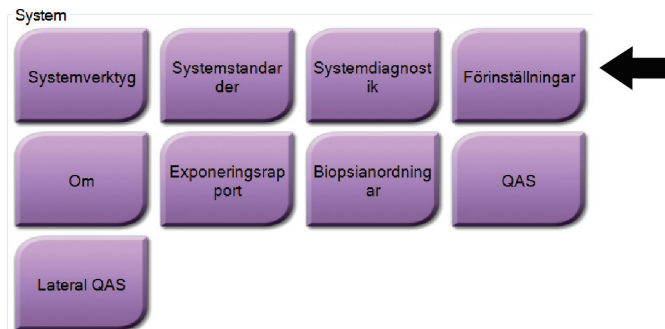 System
Systemverktyg
Systemstandar
der
Systemdiagnost
ik
Förinställningar
Om
Exponeringsrap
port
Biopsianordning
ar
QAS
Lateral QAS